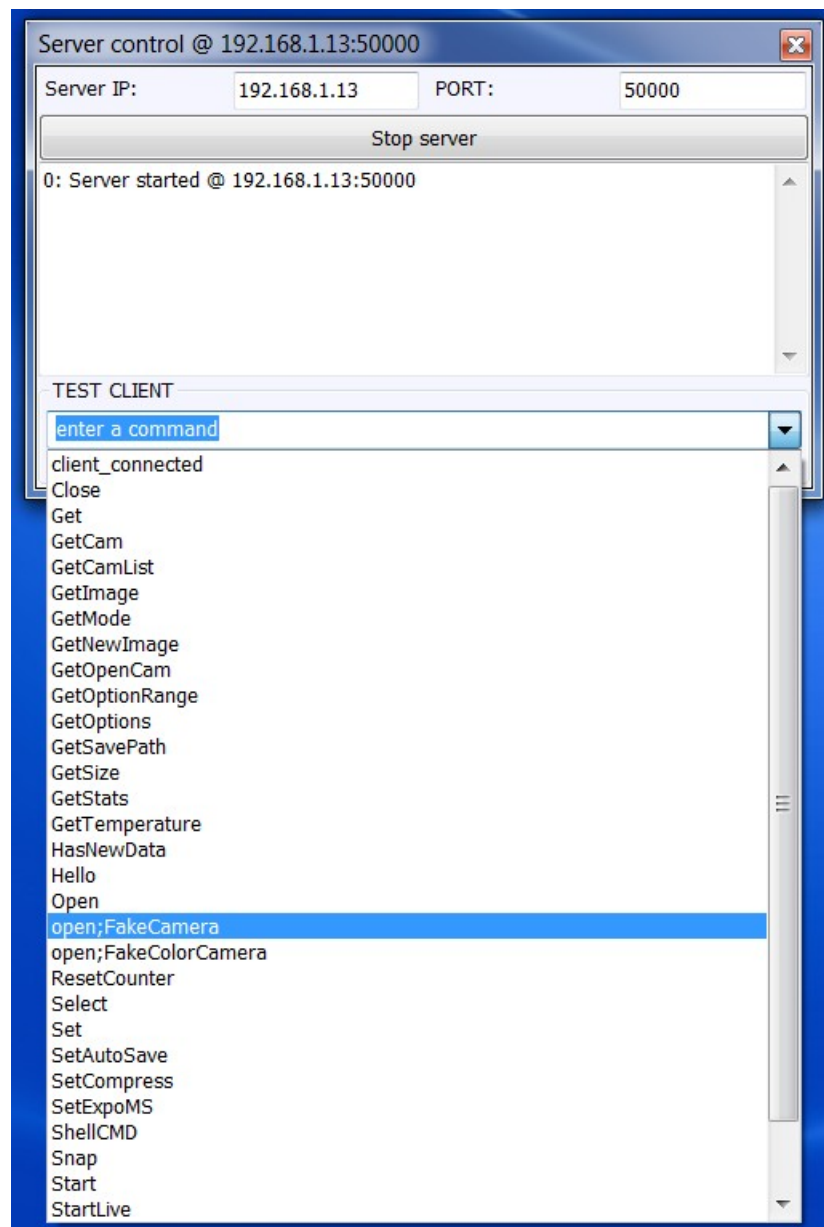 Server control @ 192.168.1.13:50000
Server IP: 192.168.1.13 PORT: 50000
Stop server
0: Server started @ 192.168.1.13:50000
TEST CLIENT
enter a command
client_connected
Close
Get
GetCam
GetCamList
GetImage
GetMode
GetNewImage
GetOpenCam
GetOptionRange
GetOptions
GetSavePath
GetSize
GetStats
GetTemperature
HasNewData
Hello
Open
open;FakeCamera
open;FakeColorCamera
ResetCounter
Select
Set
SetAutoSave
SetCompress
SetExpoMS
ShellCMD
Snap
Start
StartLive